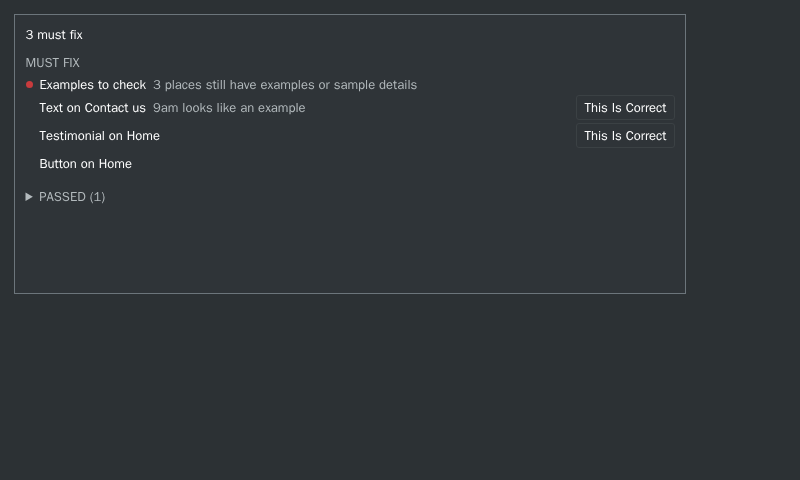 3 must fix
MUST FIX
Examples to check 3 places still have examples or sample details
Text on Contact us 9am looks like an example This Is Correct
Testimonial on Home This Is Correct
Button on Home
PASSED (1)